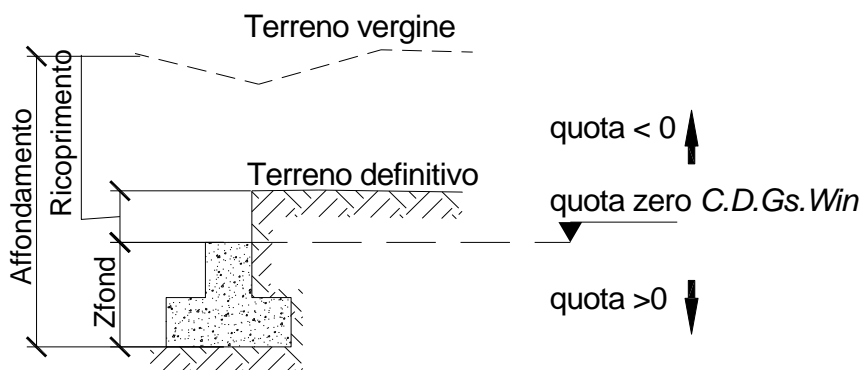 Terreno vergine
Affondamento
Ricoprimento
quota < 0
Terreno definitivo
quota zero C.D.Gs.Win
Zfond
quota >0